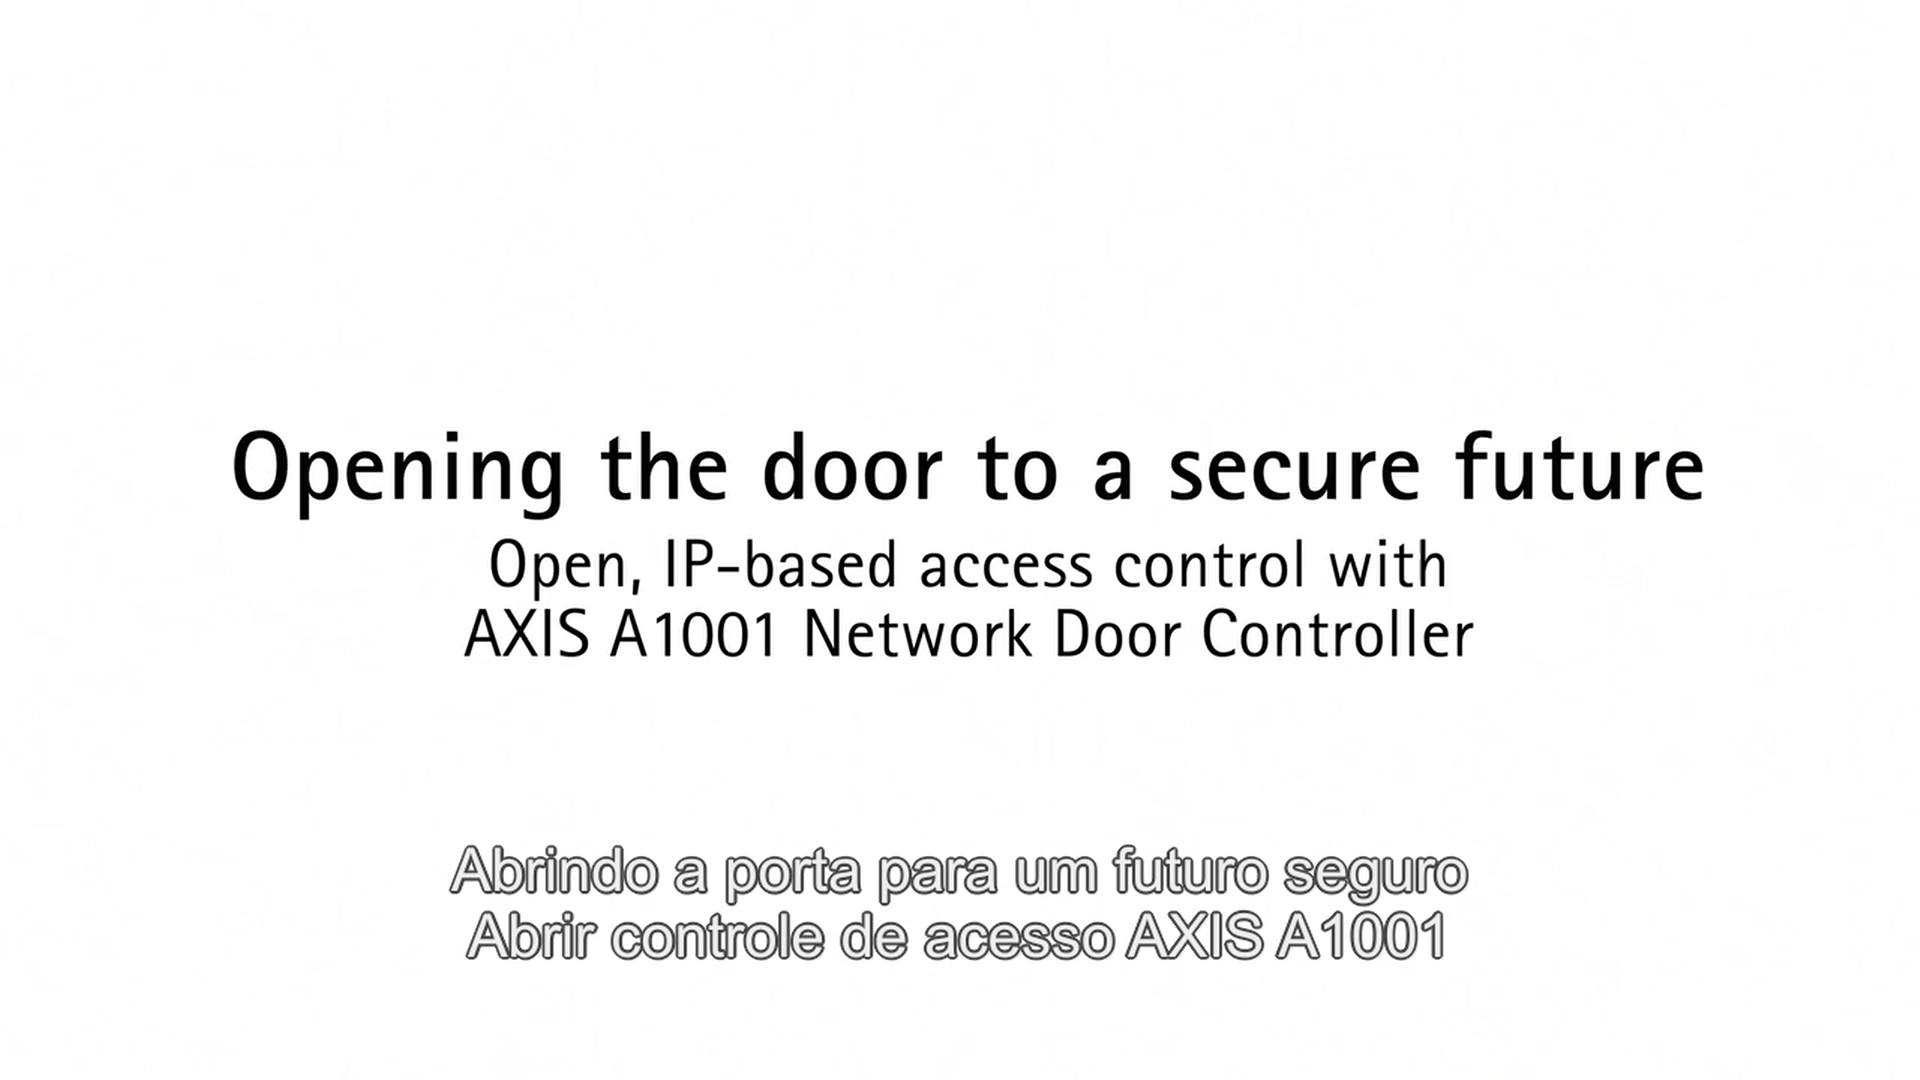 Opening the door to a secure future
Open, IP-based access control with
AXIS A1001 Network Door Controller
Abrindo a porta para um futuro seguro
Abrir controle de acesso AXIS A1001